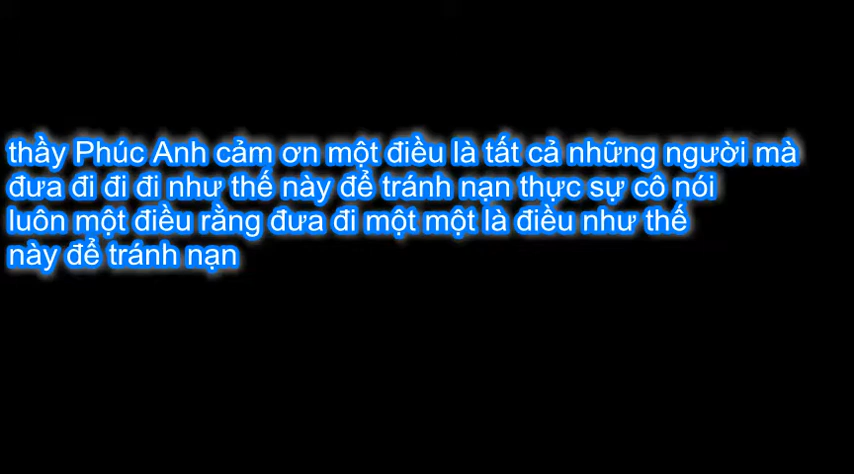 thầy Phúc Anh cảm ơn một điều là tất cả những người mà
đưa đi đi đi như thế này để tránh nạn thực sự cô nói
luôn một điều rằng đưa đi một một là điều như thế
này để tránh nạn